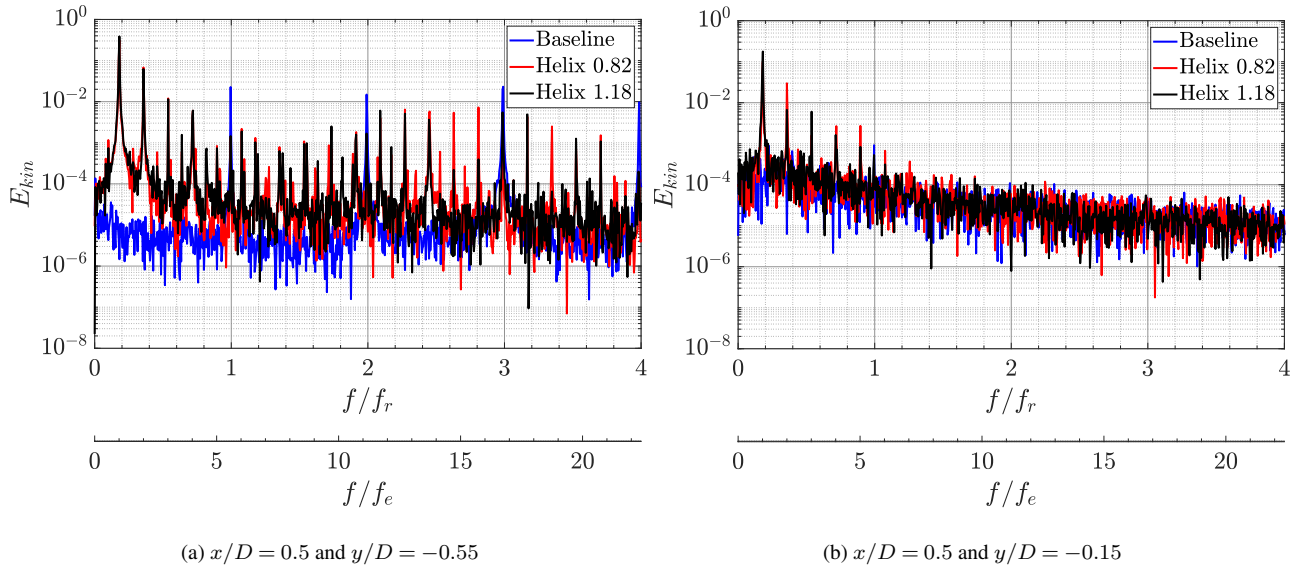 10^0
10^-2
10^-4
10^-6
10^-8
E_kin
Baseline
Helix 0.82
Helix 1.18
0 1 2 3 4
f/f_r
0 5 10 15 20
f/f_e
(a) x/D = 0.5 and y/D = −0.55
10^0
10^-2
10^-4
10^-6
10^-8
E_kin
Baseline
Helix 0.82
Helix 1.18
0 1 2 3 4
f/f_r
0 5 10 15 20
f/f_e
(b) x/D = 0.5 and y/D = −0.15